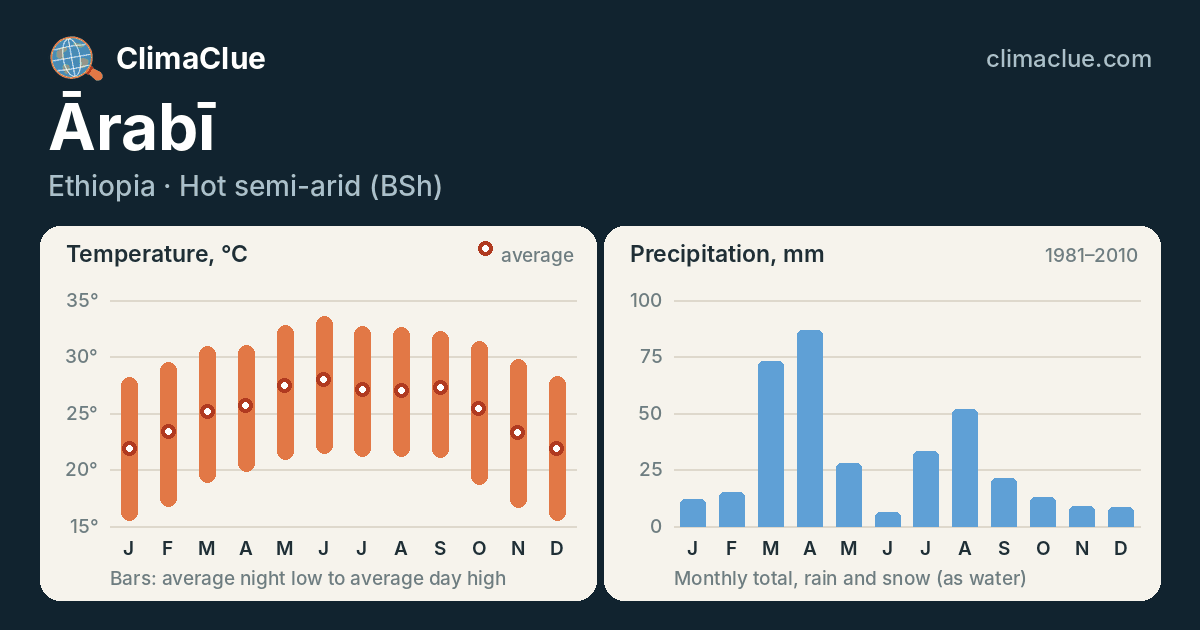 ClimaClue
climaclue.com
Ārabī
Ethiopia · Hot semi-arid (BSh)
Temperature, °C
average
35°
30°
25°
20°
15°
J F M A M J J A S O N D
Bars: average night low to average day high
Precipitation, mm
1981–2010
100
75
50
25
0
J F M A M J J A S O N D
Monthly total, rain and snow (as water)